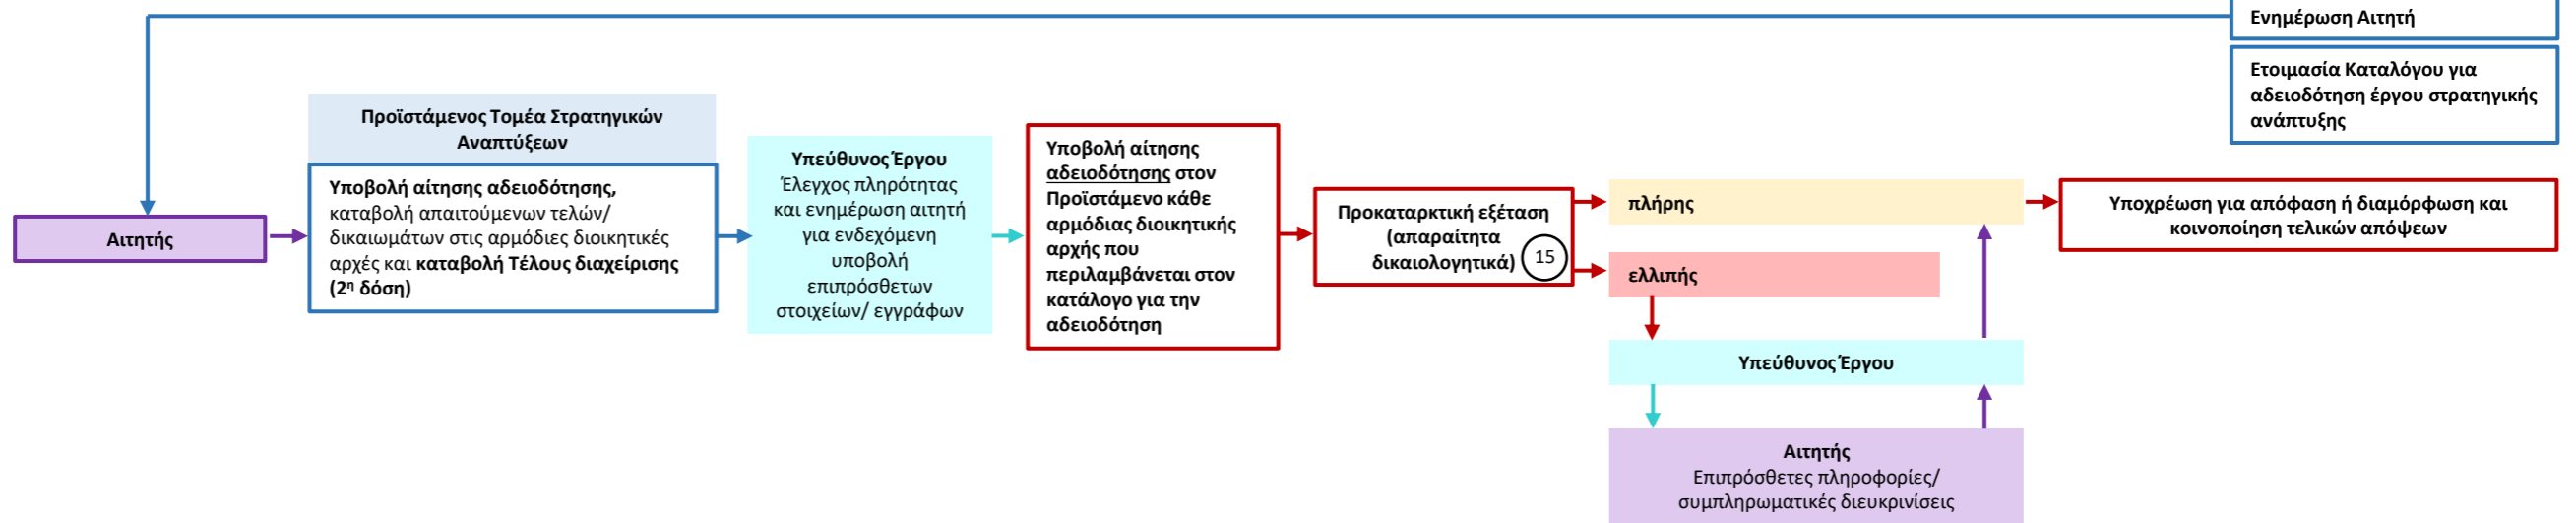 Ενημέρωση Αιτητή
Ετοιμασία Καταλόγου για
αδειοδότηση έργου στρατηγικής
ανάπτυξης
Αιτητής
Προϊστάμενος Τομέα Στρατηγικών
Αναπτύξεων
Υποβολή αίτησης αδειοδότησης,
καταβολή απαιτούμενων τελών/
δικαιωμάτων στις αρμόδιες διοικητικές
αρχές και καταβολή Τέλους διαχείρισης
(2η δόση)
Υπεύθυνος Έργου
Έλεγχος πληρότητας
και ενημέρωση αιτητή
για ενδεχόμενη
υποβολή
επιπρόσθετων
στοιχείων/ εγγράφων
Υποβολή αίτησης
αδειοδότησης στον
Προϊστάμενο κάθε
αρμόδιας διοικητικής
αρχής που
περιλαμβάνεται στον
κατάλογο για την
αδειοδότηση
Προκαταρκτική εξέταση
(απαραίτητα
δικαιολογητικά) 15
πλήρης
ελλιπής
Υπεύθυνος Έργου
Αιτητής
Επιπρόσθετες πληροφορίες/
συμπληρωματικές διευκρινίσεις
Υποχρέωση για απόφαση ή διαμόρφωση και
κοινοποίηση τελικών απόψεων